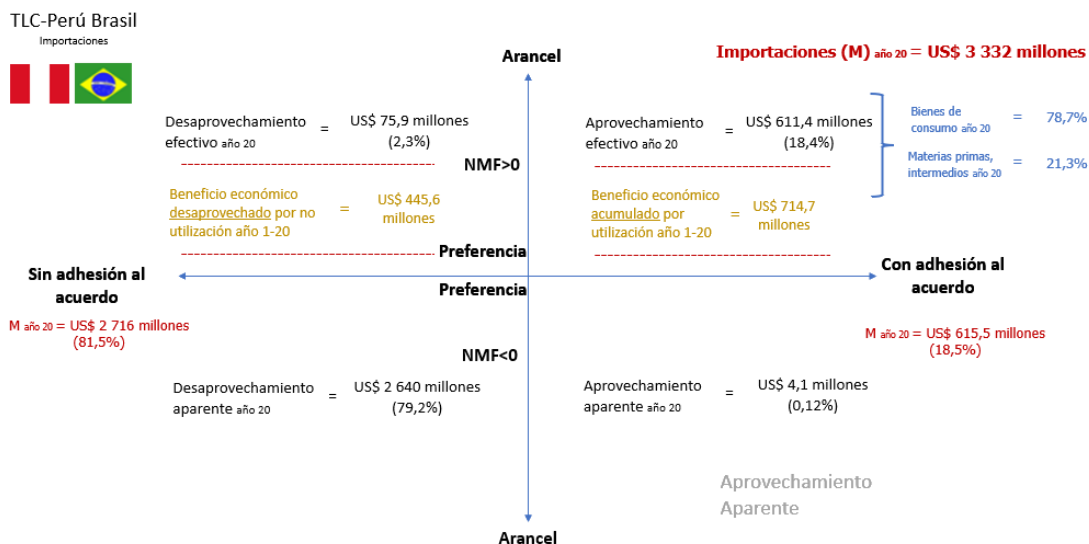 TLC-Perú Brasil
Importaciones
Arancel
Importaciones (M) año 20 = US$ 3 332 millones
Desaprovechamiento
efectivo año 20
=
US$ 75,9 millones
(2,3%)
NMF>0
Aprovechamiento
efectivo año 20
=
US$ 611,4 millones
(18,4%)
Bienes de
consumo año 20
=
78,7%
Materias primas,
intermedios año 20
=
21,3%
Beneficio económico
desaprovechado por no
utilización año 1-20
=
US$ 445,6
millones
Beneficio económico
acumulado por
utilización año 1-20
=
US$ 714,7
millones
Preferencia
Sin adhesión al
acuerdo
Preferencia
Con adhesión al
acuerdo
M año 20 = US$ 2 716 millones
(81,5%)
M año 20 = US$ 615,5 millones
(18,5%)
NMF<0
Desaprovechamiento
aparente año 20
=
US$ 2 640 millones
(79,2%)
Aprovechamiento
aparente año 20
=
US$ 4,1 millones
(0,12%)
Aprovechamiento
Aparente
Arancel